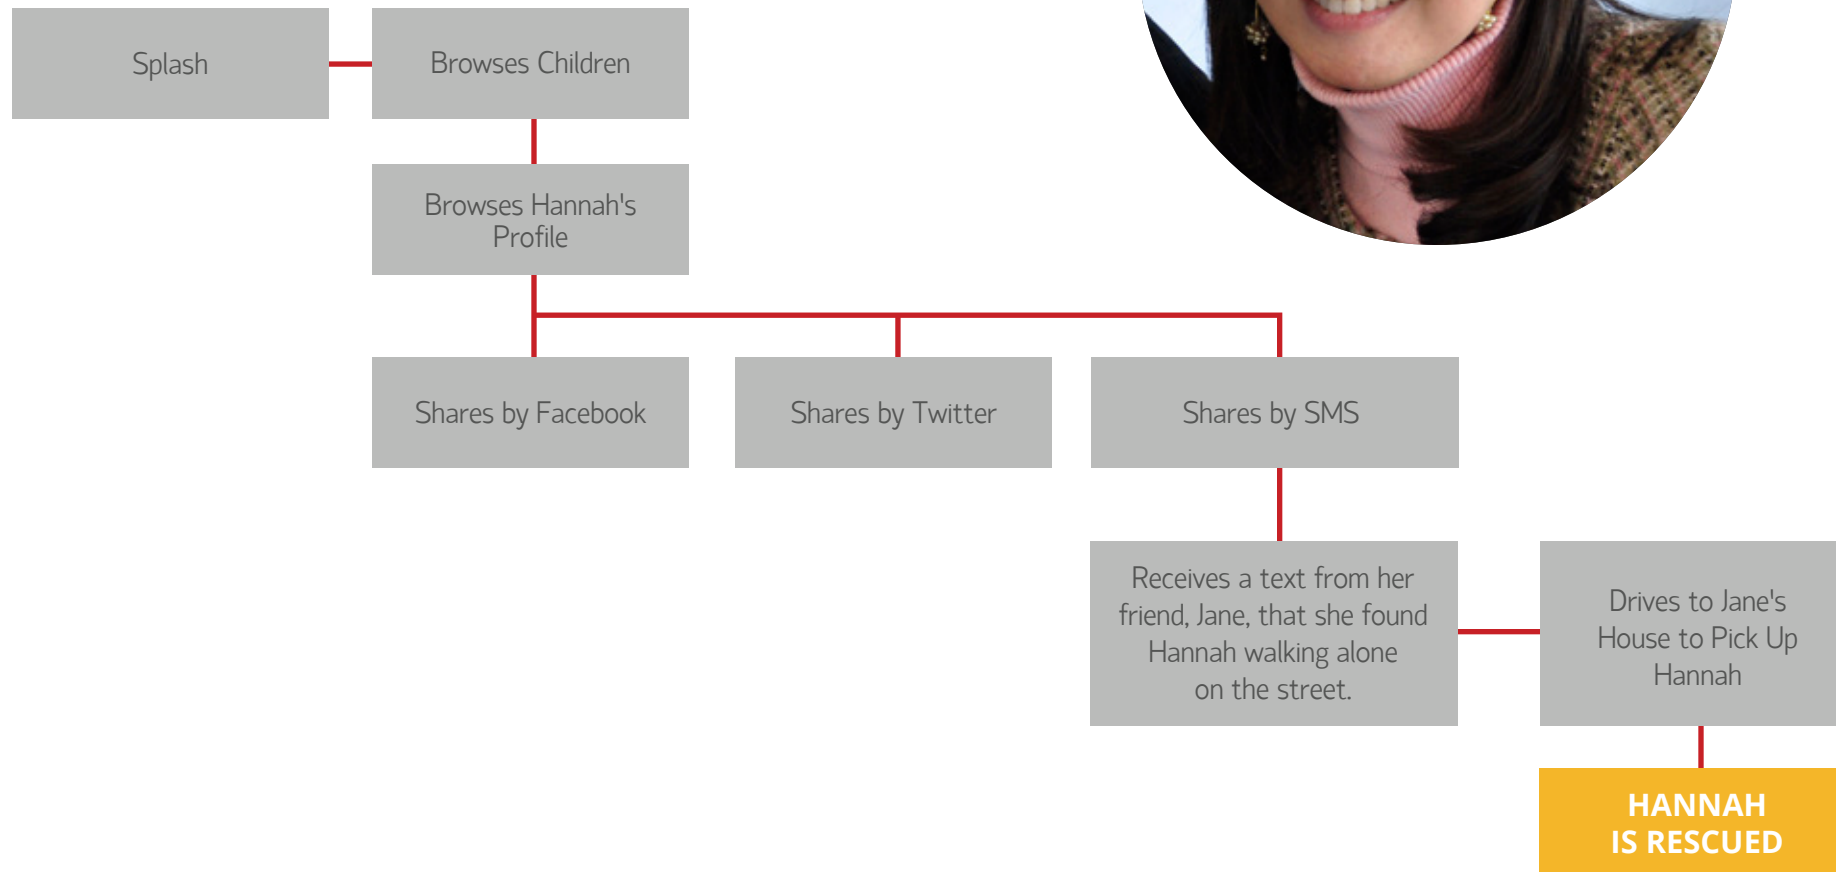 Splash
Browses Children
Browses Hannah's
Profile
Shares by Facebook
Shares by Twitter
Shares by SMS
Receives a text from her
friend, Jane, that she found
Hannah walking alone
on the street.
Drives to Jane's
House to Pick Up
Hannah
HANNAH
IS RESCUED